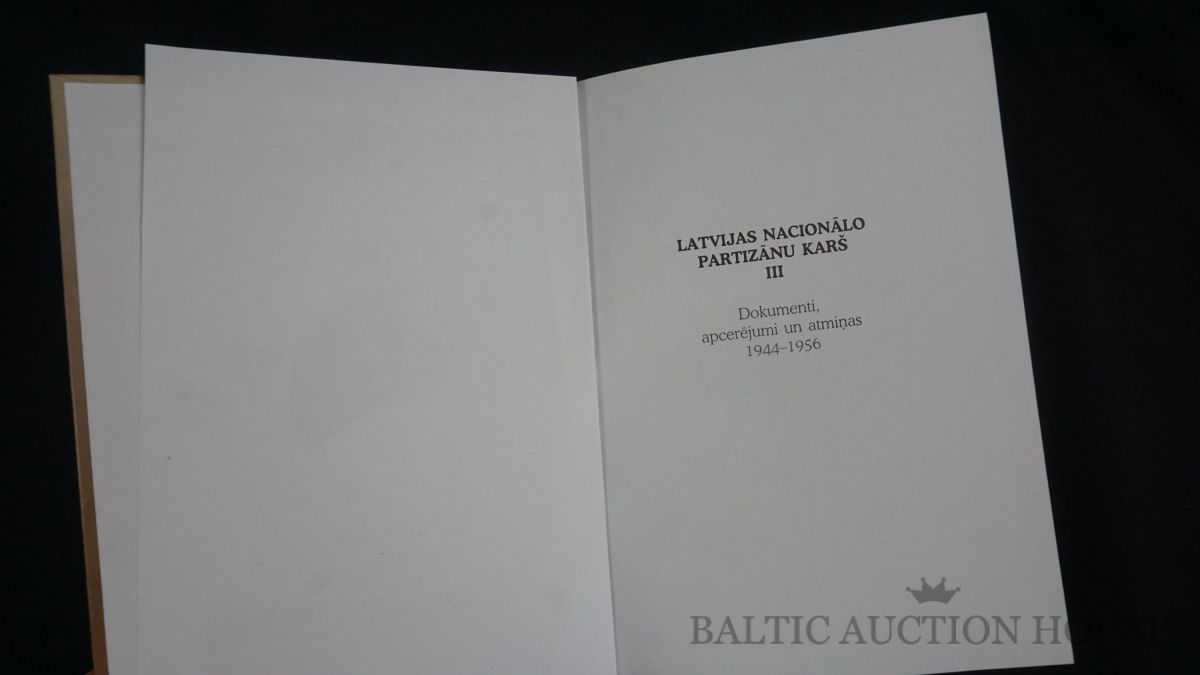 LATVIJAS NACIONĀLO
PARTIZĀNU KARŠ
III
Dokumenti,
apcerējumi un atmiņas
1944–1956
BALTIC AUCTION HOUSE